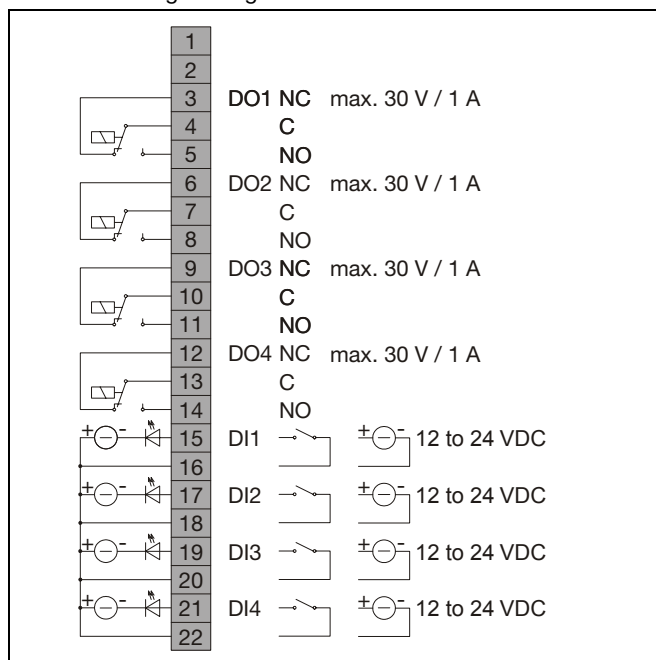 1
2
3 DO1 NC max. 30 V / 1 A
4 C
5 NO
6 DO2 NC max. 30 V / 1 A
7 C
8 NO
9 DO3 NC max. 30 V / 1 A
10 C
11 NO
12 DO4 NC max. 30 V / 1 A
13 C
14 NO
+ - 15 DI1 ± - 12 to 24 VDC
16
+ - 17 DI2 ± - 12 to 24 VDC
18
+ - 19 DI3 ± - 12 to 24 VDC
20
+ - 21 DI4 ± - 12 to 24 VDC
22